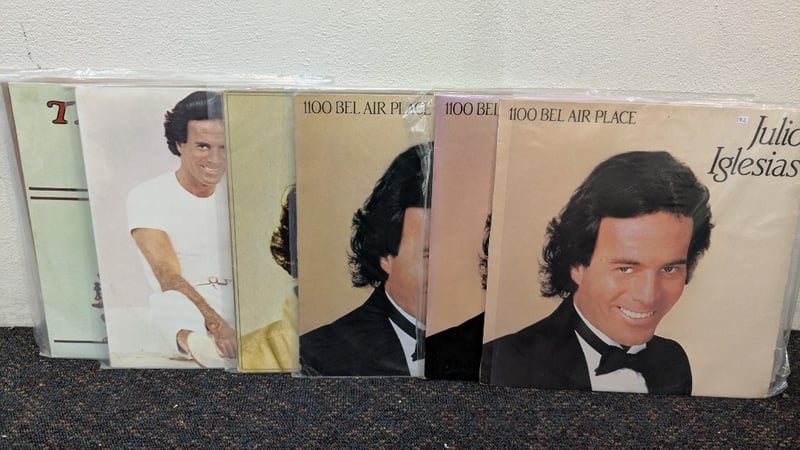 1100 BEL AIR PLACE
1100 BEL
1100 BEL AIR PLACE
Julio
Iglesias